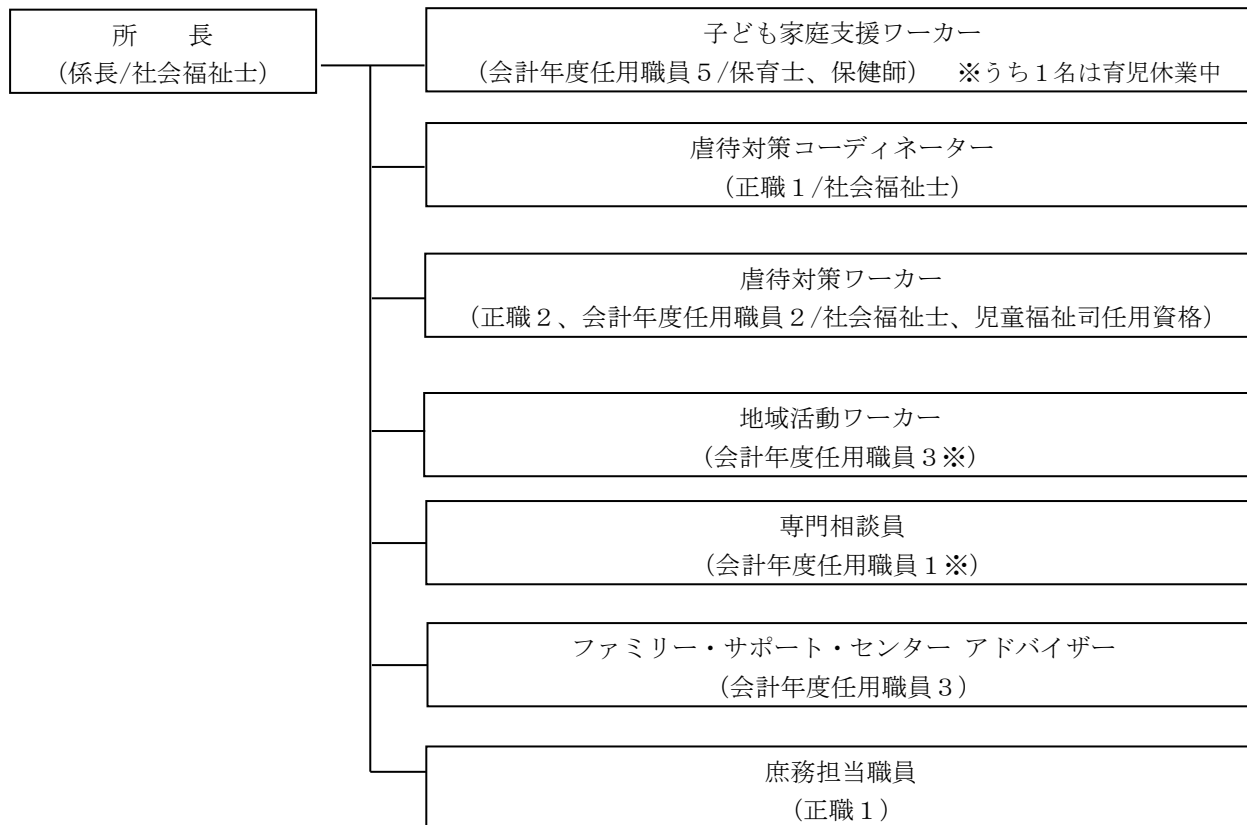 所　　長
(係長/社会福祉士)
子ども家庭支援ワーカー
（会計年度任用職員５/保育士、保健師）　※うち１名は育児休業中
虐待対策コーディネーター
（正職１/社会福祉士）
虐待対策ワーカー
（正職２、会計年度任用職員２/社会福祉士、児童福祉司任用資格）
地域活動ワーカー
（会計年度任用職員３※）
専門相談員
（会計年度任用職員１※）
ファミリー・サポート・センター アドバイザー
（会計年度任用職員３）
庶務担当職員
（正職１）